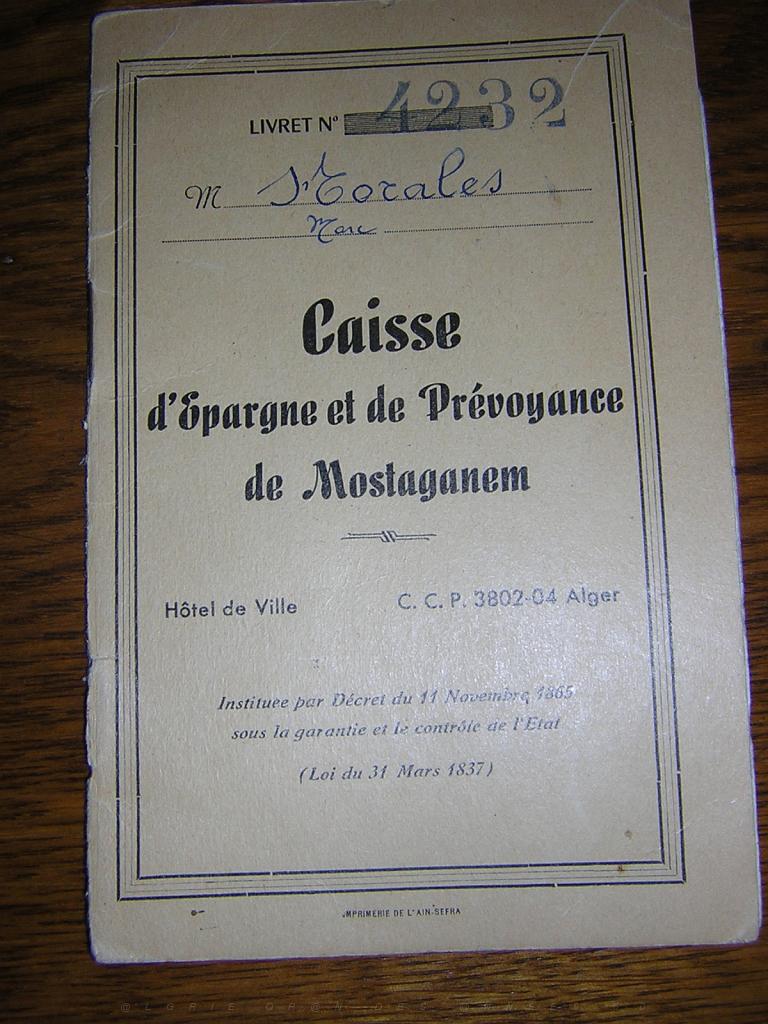 LIVRET Nº 4232
M Morales
Marc
Caisse
d'Epargne et de Prévoyance
de Mostaganem
Hôtel de Ville C. C. P. 3802-04 Alger
Instituée par Décret du 11 Novembre 1865
sous la garantie et le contrôle de l'Etat
(Loi du 31 Mars 1837)
IMPRIMERIE DE L'AIN-SEFRA